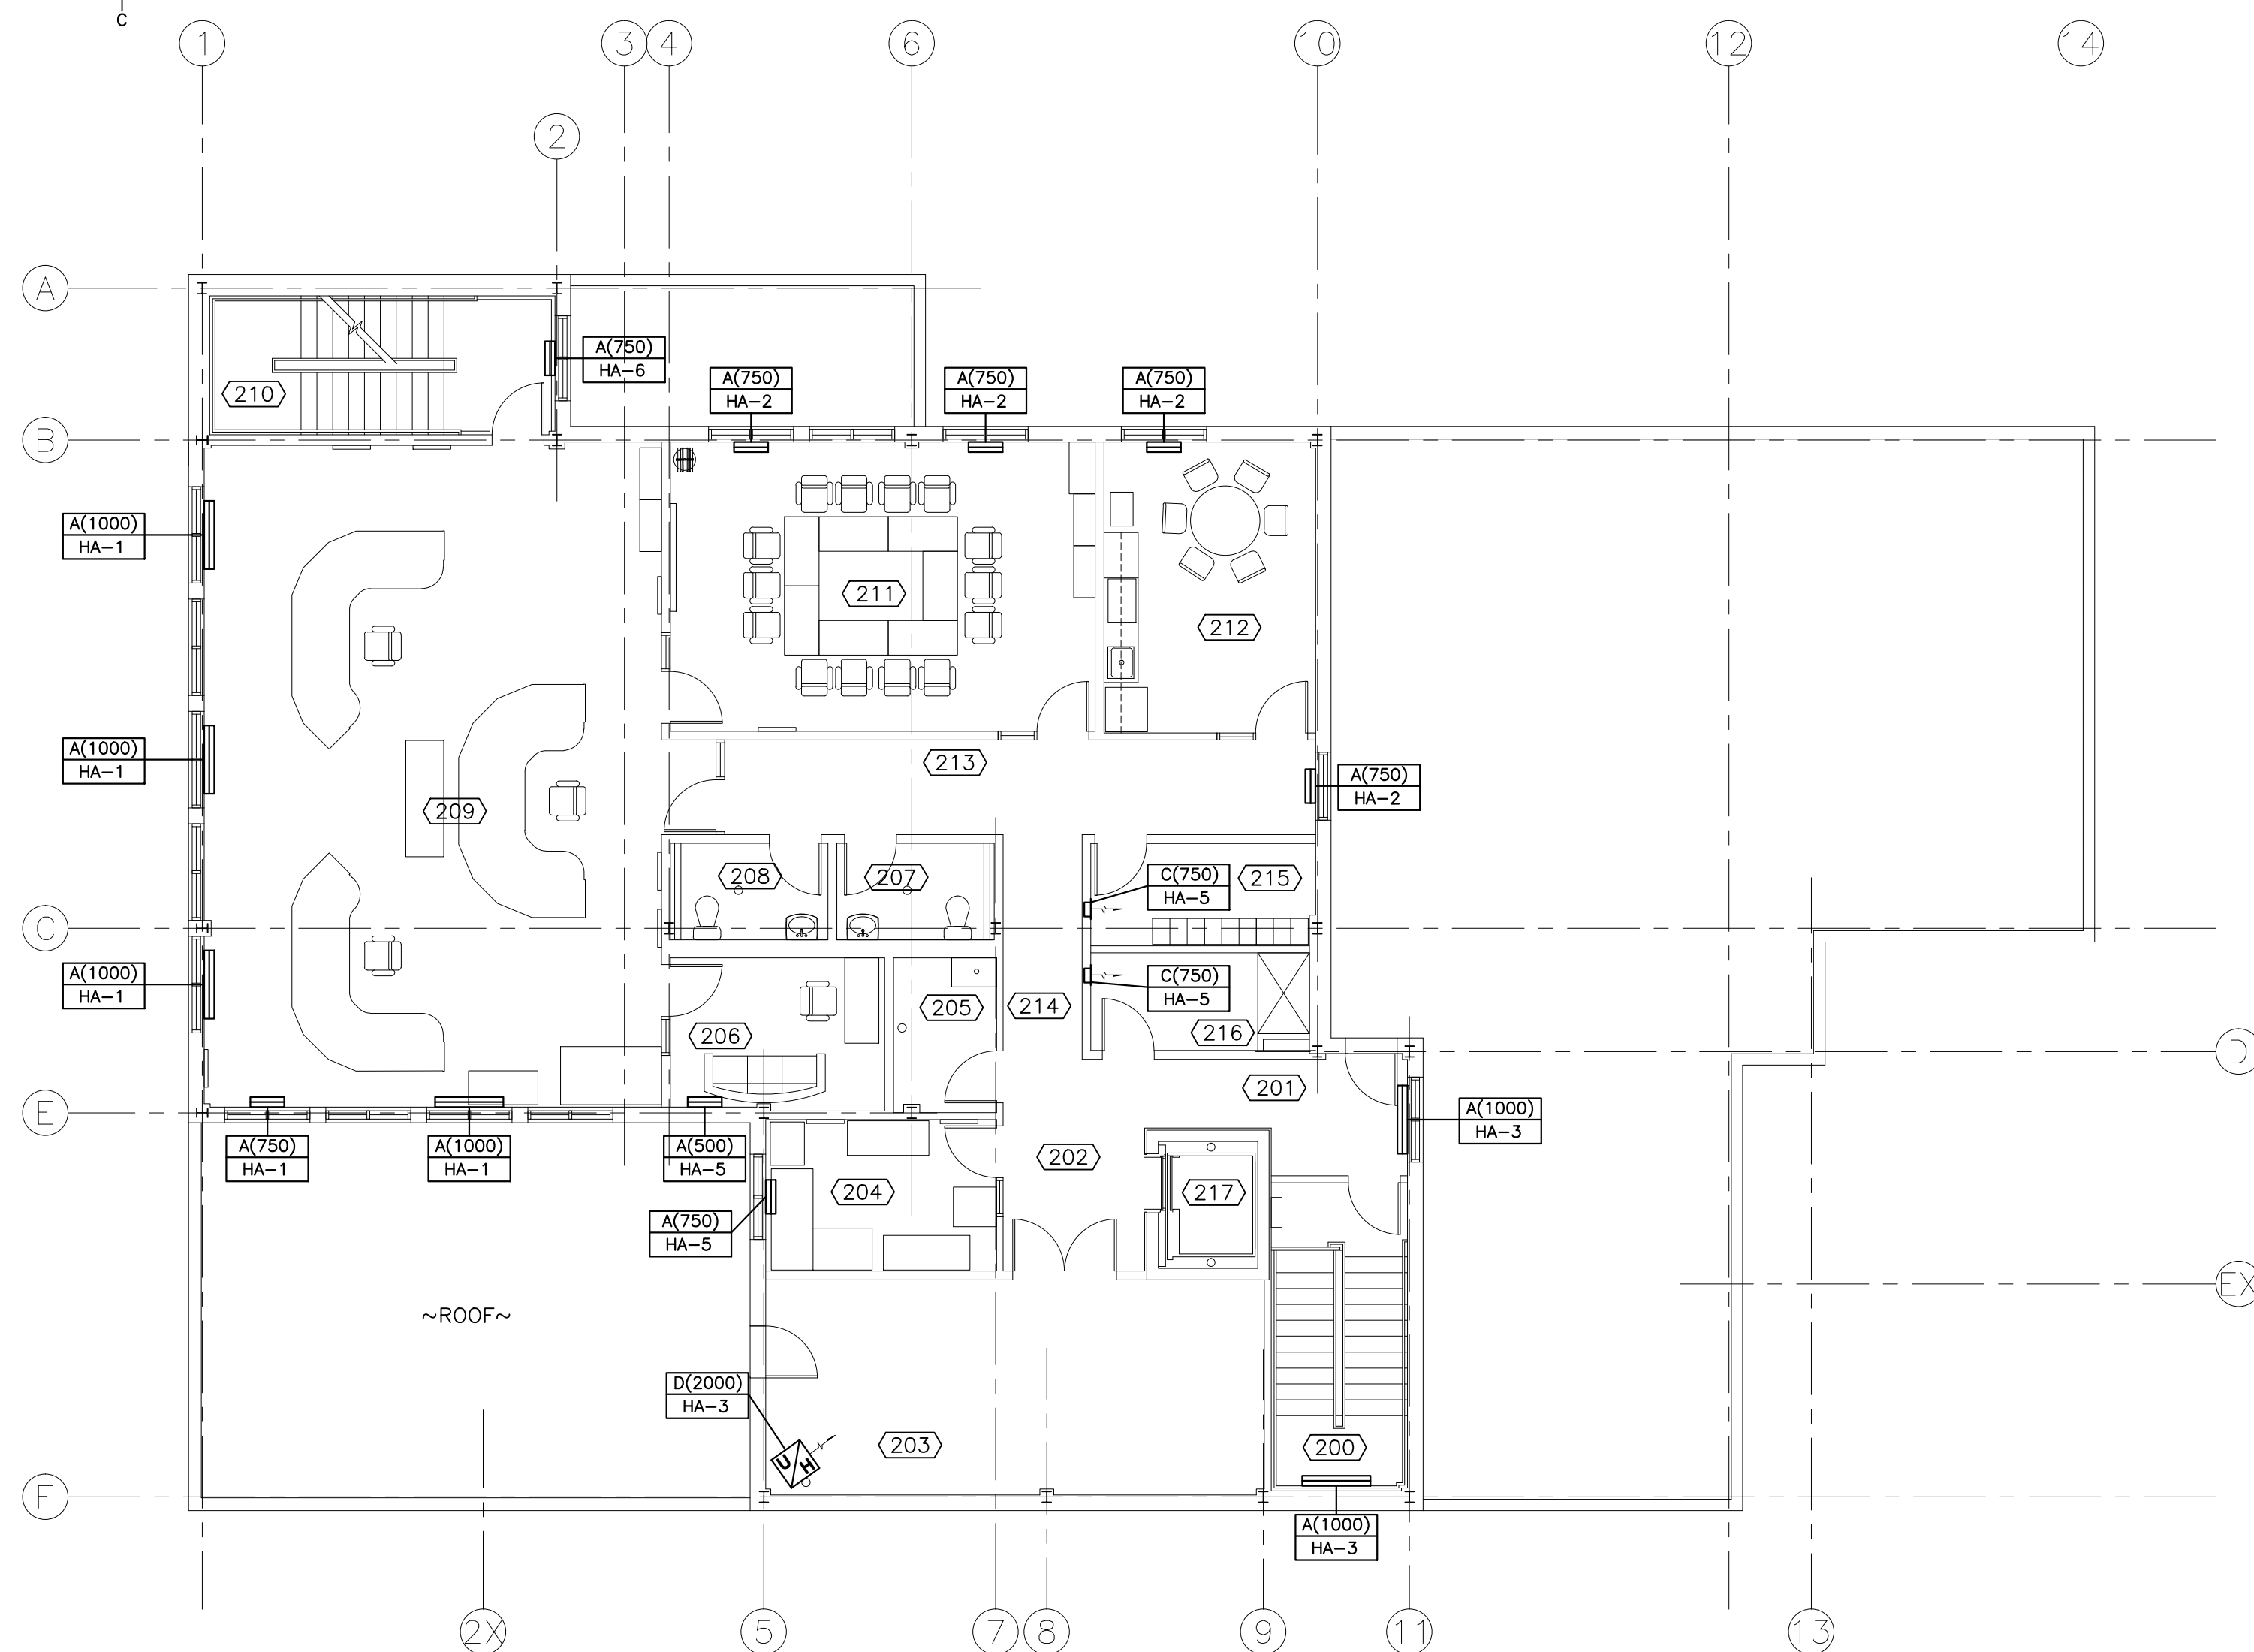 C
1
3
4
6
10
12
14
2
A
A(750)
HA-6
A(750)
HA-2
A(750)
HA-2
A(750)
HA-2
210
B
A(1000)
HA-1
211
212
A(1000)
HA-1
213
A(750)
HA-2
209
208
207
C(750)
HA-5
215
C
A(1000)
HA-1
C(750)
HA-5
205
214
206
216
D
201
E
A(750)
HA-1
A(1000)
HA-1
A(500)
HA-5
A(1000)
HA-3
202
204
217
A(750)
HA-5
EX
~ROOF~
D(2000)
HA-3
203
200
U/H
N
F
A(1000)
HA-3
2X
5
7
8
9
11
13